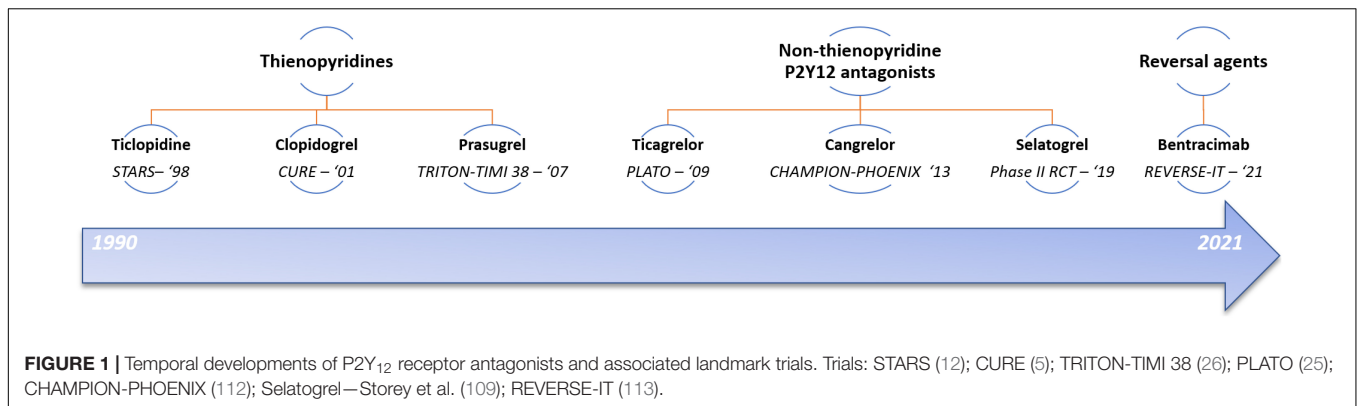 Thienopyridines
Non-thienopyridine
P2Y12 antagonists
Reversal agents
Ticlopidine
STARS– ‘98
Clopidogrel
CURE – ‘01
Prasugrel
TRITON-TIMI 38 – ‘07
Ticagrelor
PLATO – ‘09
Cangrelor
CHAMPION-PHOENIX ‘13
Selatogrel
Phase II RCT – ‘19
Bentracimab
REVERSE-IT – ‘21
1990
2021
FIGURE 1 | Temporal developments of P2Y₁₂ receptor antagonists and associated landmark trials. Trials: STARS (12); CURE (5); TRITON-TIMI 38 (26); PLATO (25);
CHAMPION-PHOENIX (112); Selatogrel—Storey et al. (109); REVERSE-IT (113).